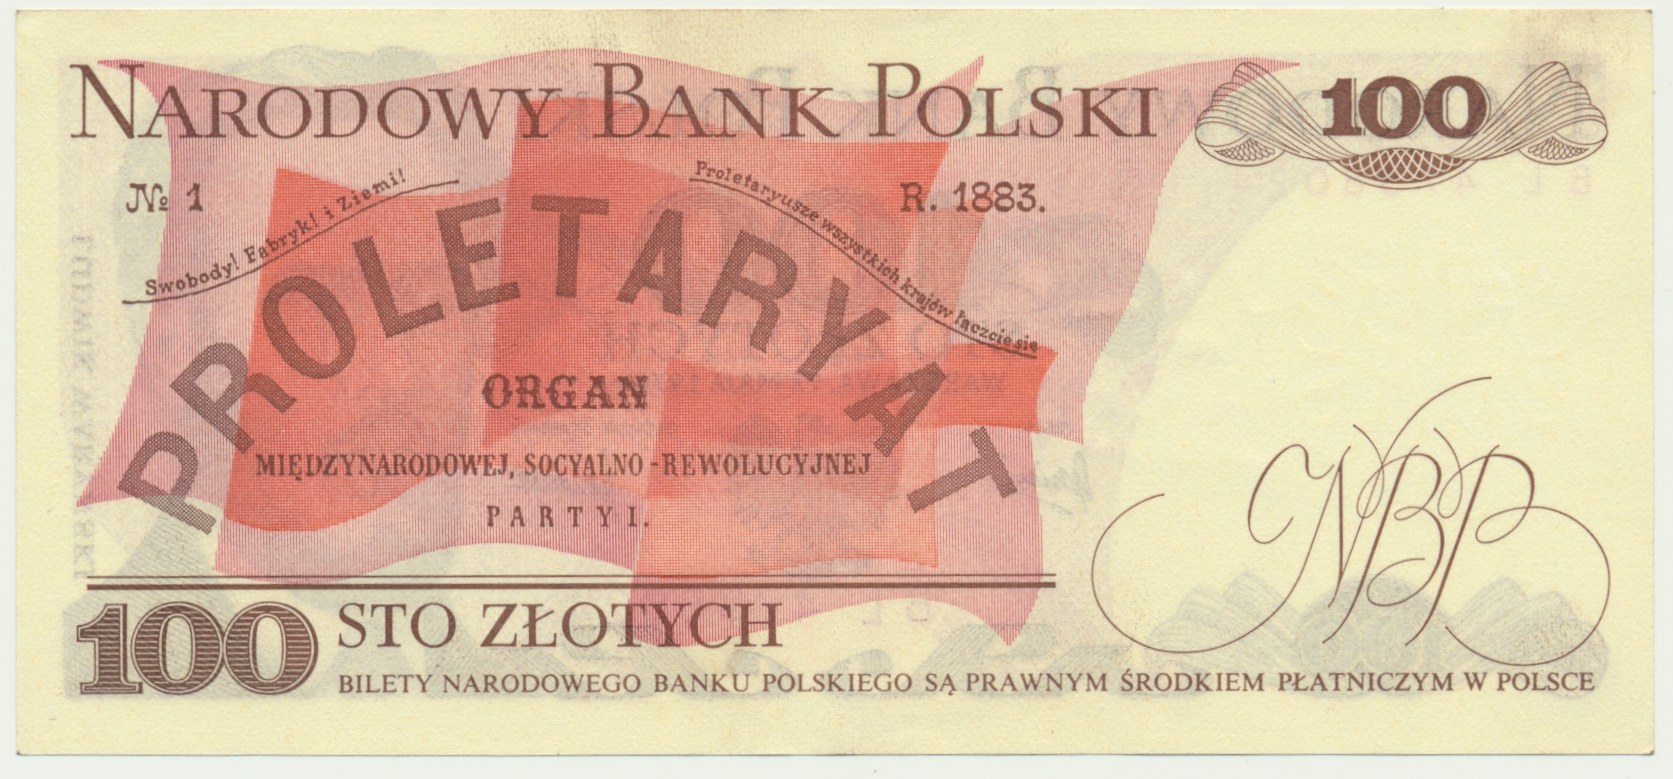 NARODOWY BANK POLSKI
100
№ 1
R. 1883.
Swobody! Fabryk! i Ziemi!
Proletaryusze wszystkich krajów łączcie się
PROLETARYAT
ORGAN
MIĘDZYNARODOWEJ, SOCYALNO-REWOLUCYJNEJ
PARTYI.
NBP
100 STO ZŁOTYCH
BILETY NARODOWEGO BANKU POLSKIEGO SĄ PRAWNYM ŚRODKIEM PŁATNICZYM W POLSCE